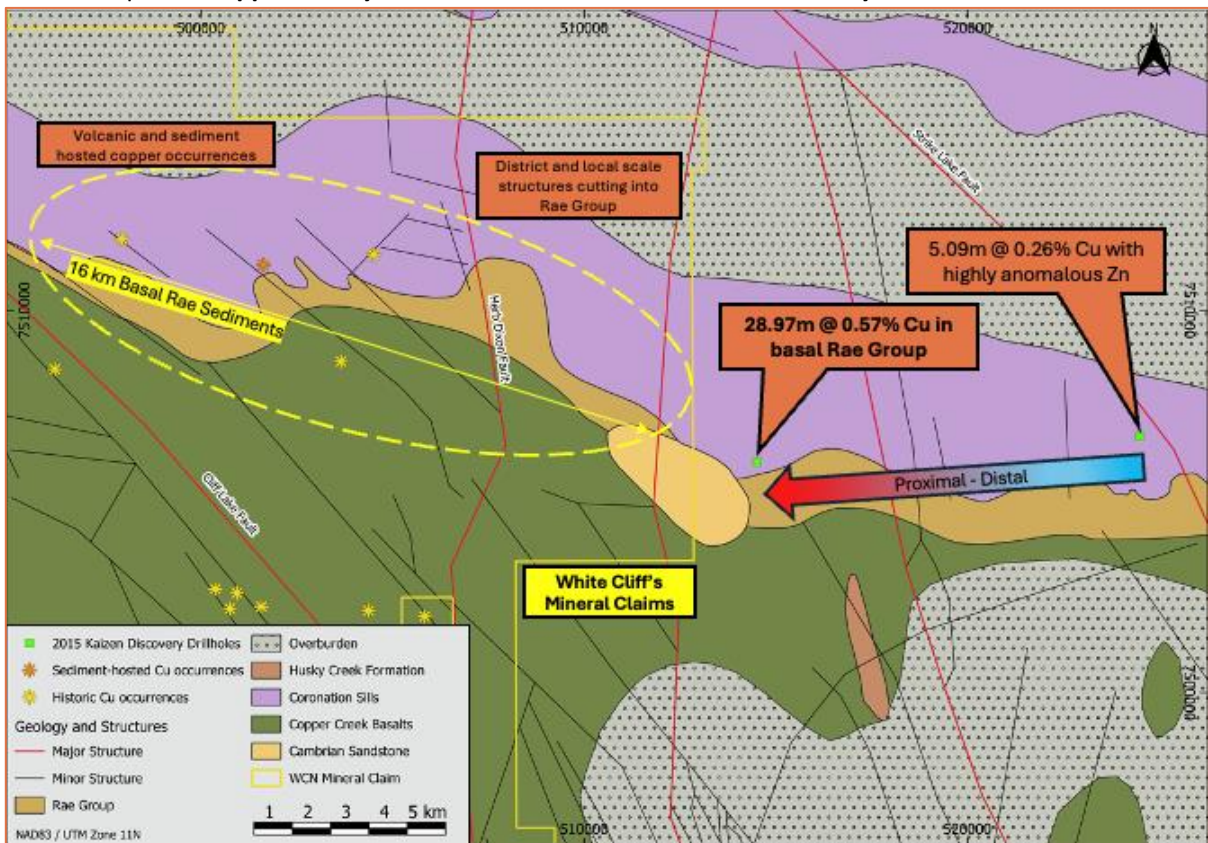 500000
510000
520000
N
Volcanic and sediment
hosted copper occurrences
District and local scale
structures cutting into
Rae Group
Strike Lake Fault
5.09m @ 0.26% Cu with
highly anomalous Zn
7510000
16 km Basal Rae Sediments
Herb Dixon Fault
28.97m @ 0.57% Cu in
basal Rae Group
7510000
Proximal - Distal
Cliff Lake Fault
White Cliff's
Mineral Claims
2015 Kaizen Discovery Drillholes
Sediment-hosted Cu occurrences
Historic Cu occurrences
Geology and Structures
Major Structure
Minor Structure
Rae Group
NAD83 / UTM Zone 11N
Overburden
Husky Creek Formation
Coronation Sills
Copper Creek Basalts
Cambrian Sandstone
WCN Mineral Claim
1 2 3 4 5 km
7500000
510000
520000